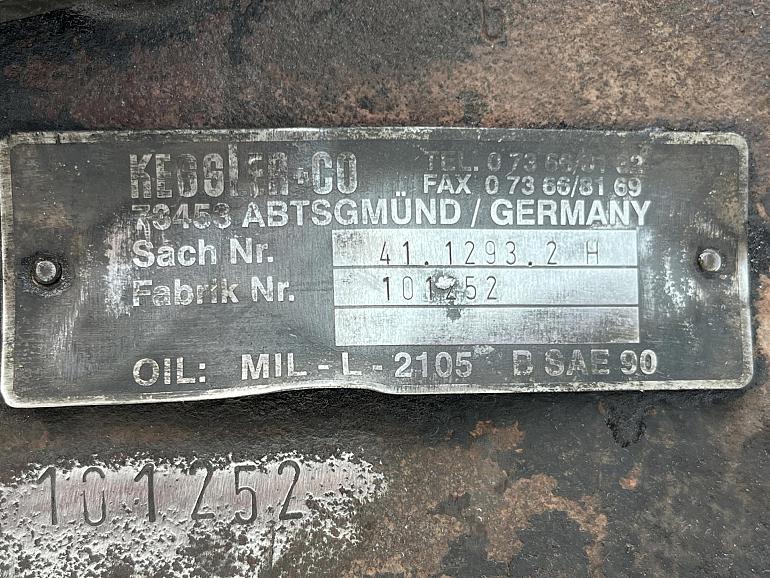 KESSLER+CO TEL. 0 73 66/81 32
FAX 0 73 66/81 69
73453 ABTSGMÜND / GERMANY
Sach Nr. 41.1293.2 H
Fabrik Nr. 101252
OIL: MIL - L - 2105 D SAE 90
101252